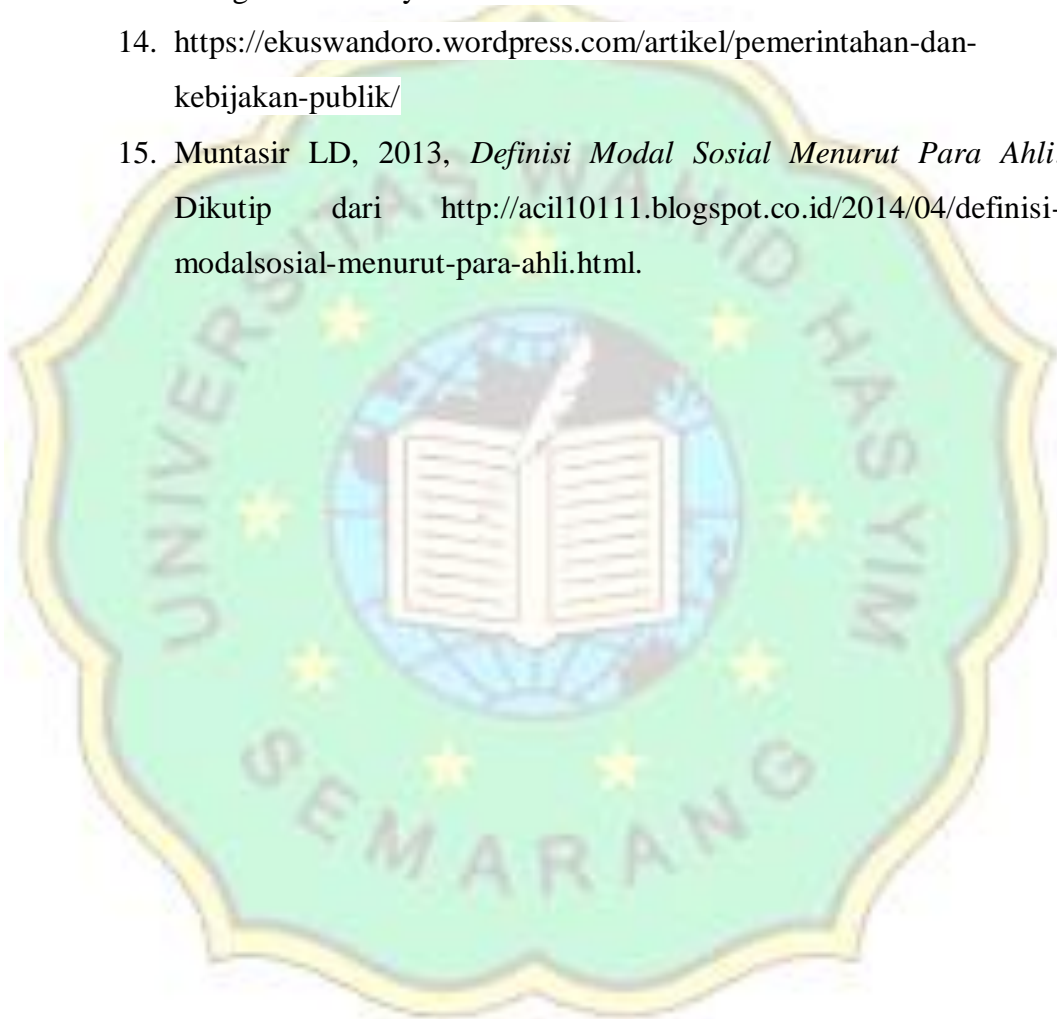 14. https://ekuswandoro.wordpress.com/artikel/pemerintahan-dan-
kebijakan-publik/
15. Muntasir LD, 2013, Definisi Modal Sosial Menurut Para Ahli.
Dikutip dari http://acil10111.blogspot.co.id/2014/04/definisi-
modalsosial-menurut-para-ahli.html.
UNIVERSITAS WAHID HASYIM
SEMARANG